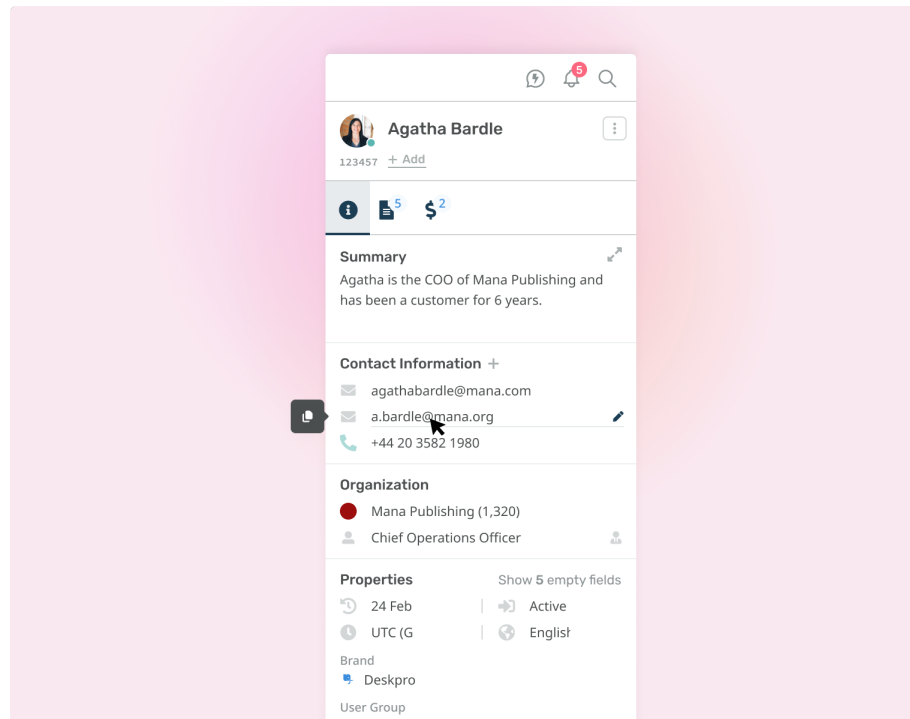 5
Agatha Bardle
123457 + Add
5 2
Summary
Agatha is the COO of Mana Publishing and
has been a customer for 6 years.
Contact Information +
agathabardle@mana.com
a.bardle@mana.org
+44 20 3582 1980
Organization
Mana Publishing (1,320)
Chief Operations Officer
Properties Show 5 empty fields
24 Feb Active
UTC (G English
Brand
Deskpro
User Group